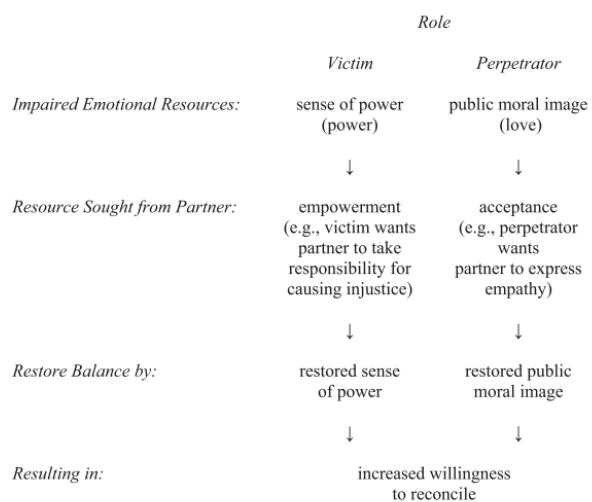 Role
Victim Perpetrator
Impaired Emotional Resources: sense of power public moral image
(power) (love)
↓ ↓
Resource Sought from Partner: empowerment acceptance
(e.g., victim wants (e.g., perpetrator
partner to take wants
responsibility for partner to express
causing injustice) empathy)
↓ ↓
Restore Balance by: restored sense restored public
of power moral image
↓ ↓
Resulting in: increased willingness
to reconcile